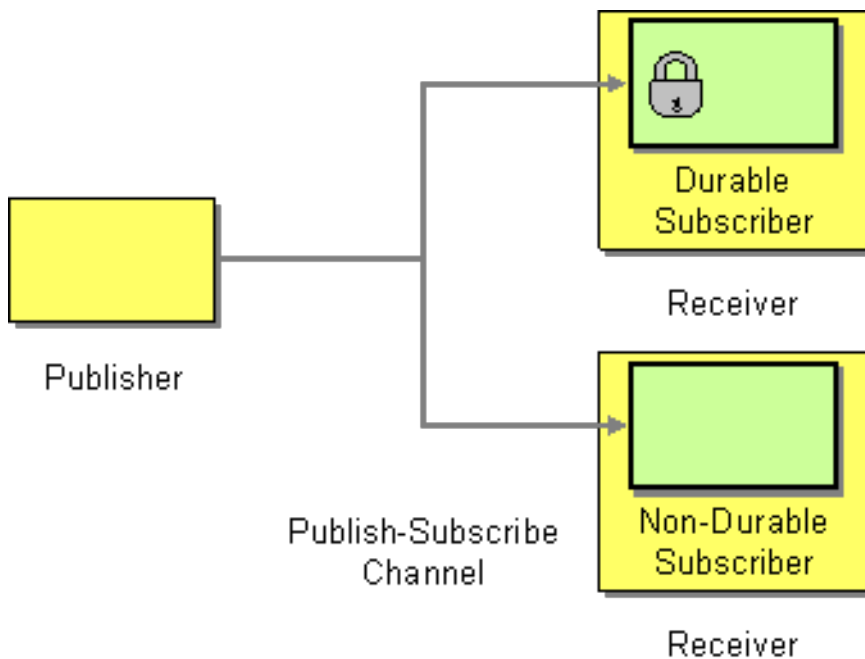 Durable
Subscriber
Receiver
Publisher
Publish-Subscribe
Channel
Non-Durable
Subscriber
Receiver